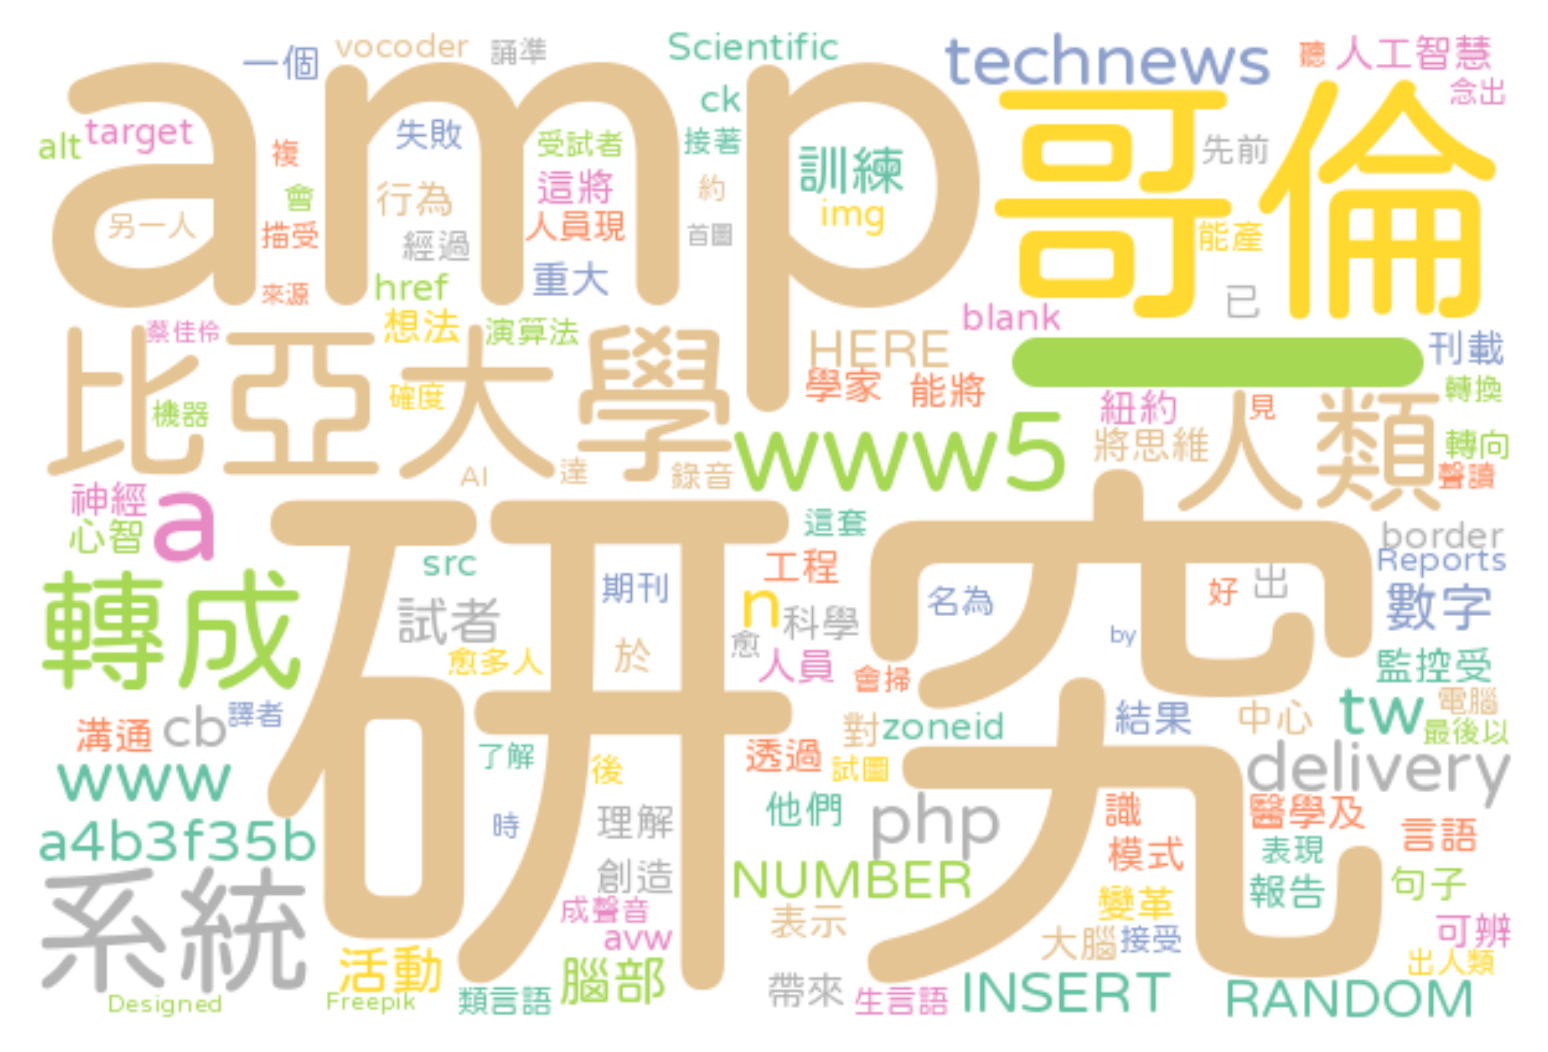 一個 vocoder 誦準 Scientific technews 聽 人工智慧
amp 哥倫 ck 念出
alt target 複 失敗 受試者 接著 訓練 先前
會 行為 這將 約 img
另一人 描受 經過 人員現 首圖 能產
來源 href 重大 已
蔡佳伶 想法 演算法 blank
比亞大學 HERE 一 刊載
機器 確度 學家 能將 紐約 見 人類 轉換
AI 達 錄音 www5 將思維 轉向
聲讀
神經 a 這套 border
心智 研究 Reports
轉成 src 期刊 工程 名為 好 出 數字
試者 n 科學 by
愈多人 於 愈 人員 會掃 監控受
溝通 cb 譯者 對 zoneid 結果 中心 tw 電腦
最後以
www 了解 後 透過 試圖 delivery
a4b3f35b 時 理解 他們 php 識 醫學及 言語
系統 創造 NUMBER 模式 表現
成聲音 變革 報告 句子
avw 表示 大腦 接受 可辨
活動 腦部 出人類
Designed Freepik 類言語 帶來 生言語 INSERT RANDOM